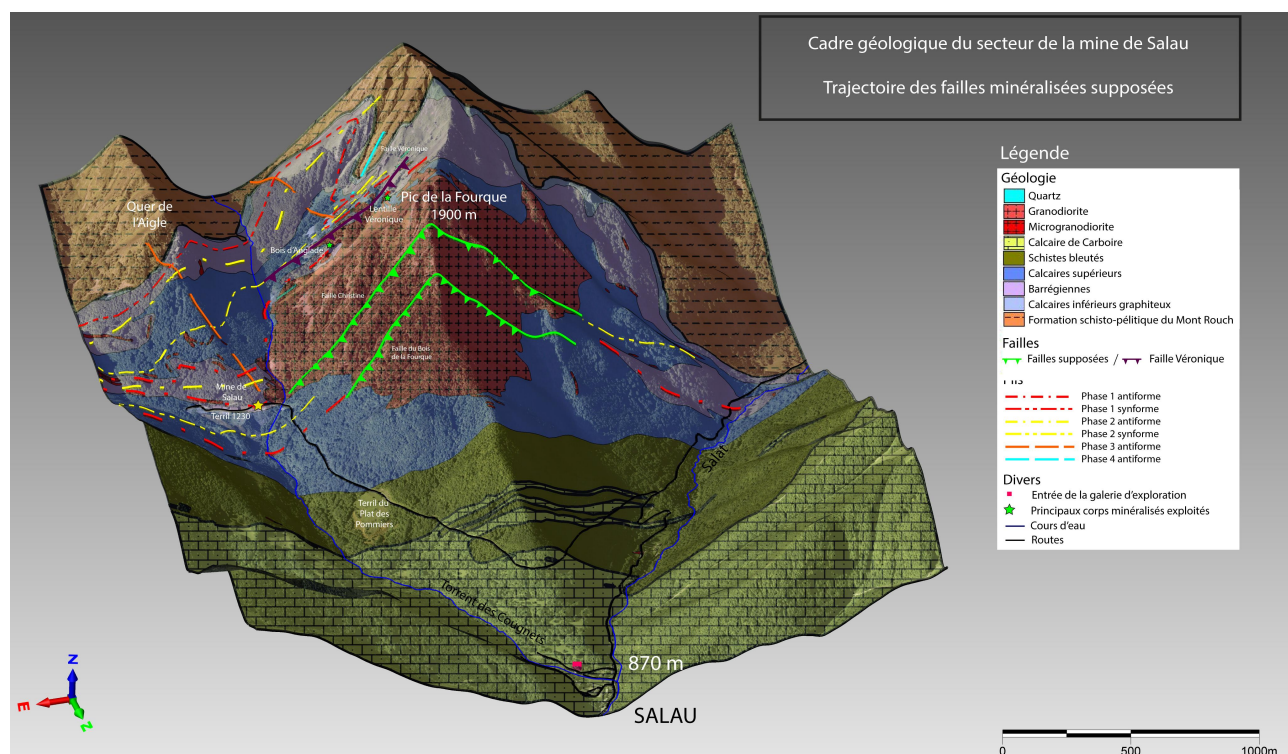 Cadre géologique du secteur de la mine de Salau
Trajectoire des failles minéralisées supposées
Faille Véronique
Quer de
l'Aigle
Pic de la Fourque
1900 m
Lentille
Véronique
Bois d'Anglade
Faille Christine
Faille du Bois
de la Fourque
Mine de
Salau
Terril 1230
Salat
Terril du
Plat des
Pommiers
Torrent des Cougnets
870 m
SALAU
N
E
Z
Légende
Géologie
Quartz
Granodiorite
Microgranodiorite
Calcaire de Carboire
Schistes bleutés
Calcaires supérieurs
Barrégiennes
Calcaires inférieurs graphiteux
Formation schisto-pélitique du Mont Rouch
Failles
Failles supposées / Faille Véronique
Plis
Phase 1 antiforme
Phase 1 synforme
Phase 2 antiforme
Phase 2 synforme
Phase 3 antiforme
Phase 4 antiforme
Divers
Entrée de la galerie d'exploration
Principaux corps minéralisés exploités
Cours d'eau
Routes
0 500 1000m